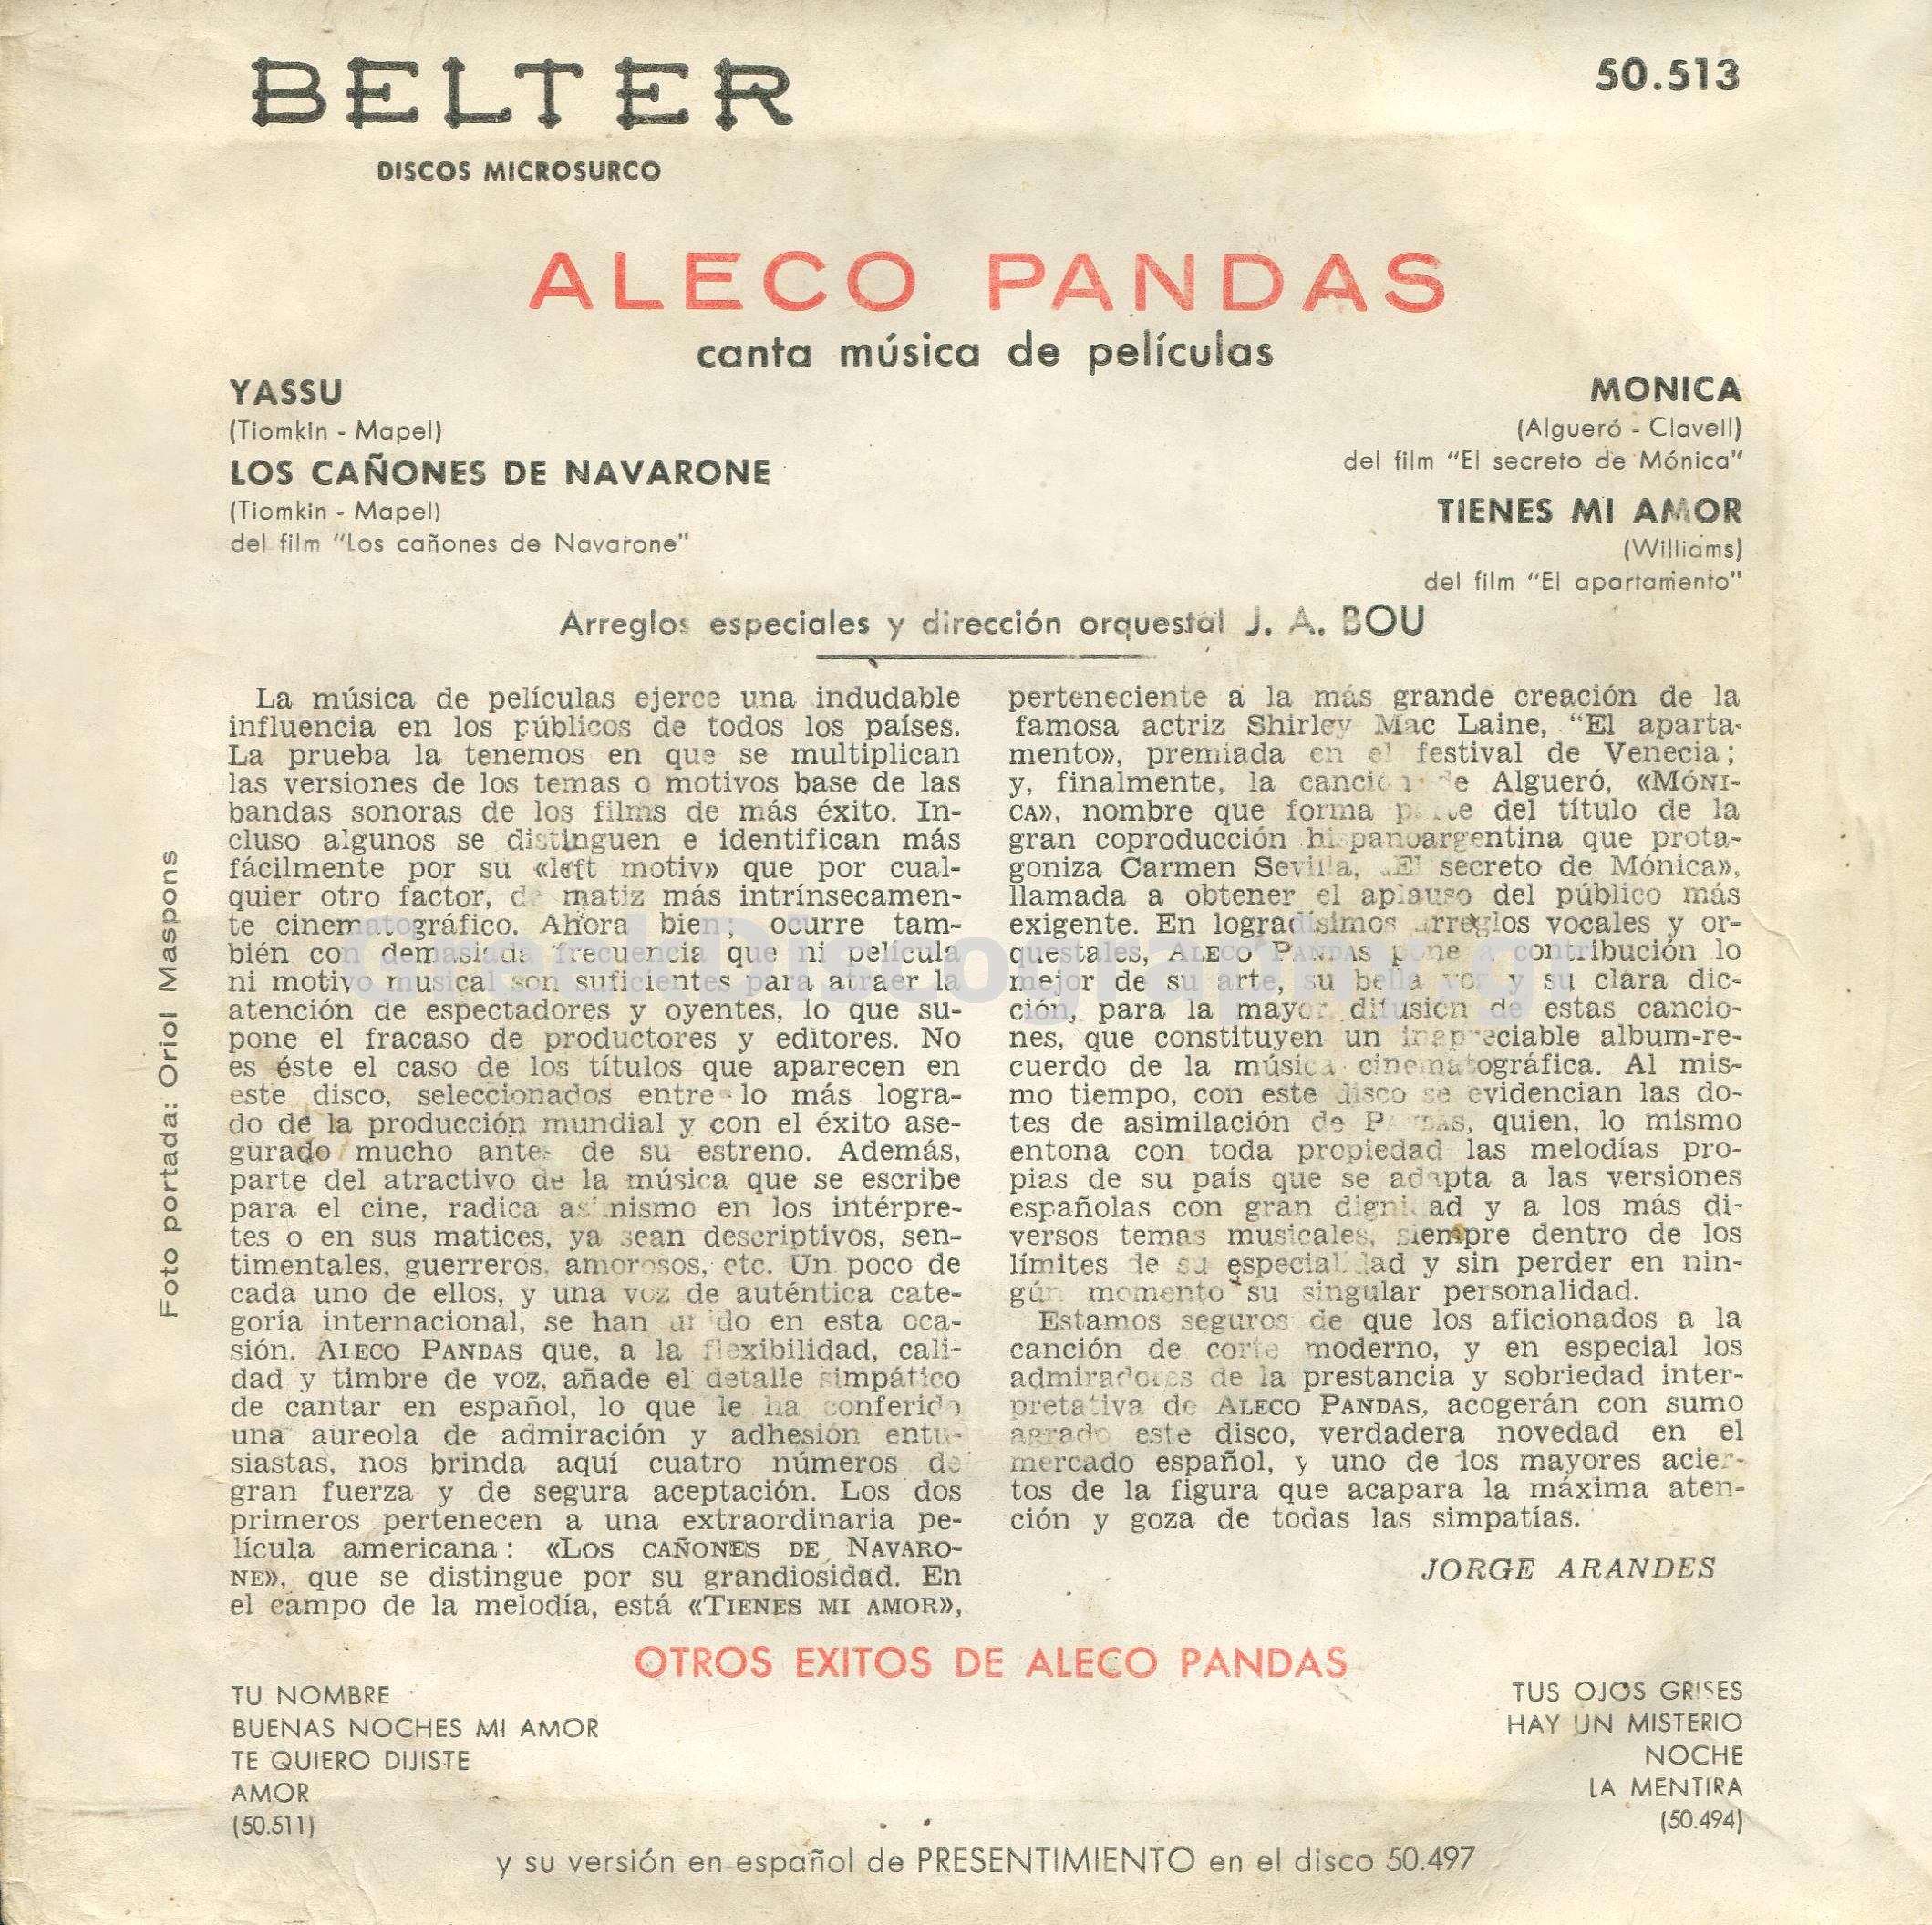 BELTER
50.513
DISCOS MICROSURCO
ALECO PANDAS
canta música de películas
YASSU
(Tiomkin - Mapel)
LOS CAÑONES DE NAVARONE
(Tiomkin - Mapel)
del film "Los cañones de Navarone"
MONICA
(Algueró - Clavell)
del film "El secreto de Mónica"
TIENES MI AMOR
(Williams)
del film "El apartamento"
Arreglos especiales y dirección orquestal J. A. BOU
La música de películas ejerce una indudable
influencia en los públicos de todos los países.
La prueba la tenemos en que se multiplican
las versiones de los temas o motivos base de las
bandas sonoras de los films de más éxito. In-
cluso algunos se distinguen e identifican más
fácilmente por su «left motiv» que por cual-
quier otro factor, de matiz más intrínsecamen-
te cinematográfico. Ahora bien; ocurre tam-
bién con demasiada frecuencia que ni película
ni motivo musical son suficientes para atraer la
atención de espectadores y oyentes, lo que su-
pone el fracaso de productores y editores. No
es éste el caso de los títulos que aparecen en
este disco, seleccionados entre lo más logra-
do de la producción mundial y con el éxito ase-
gurado mucho antes de su estreno. Además,
parte del atractivo de la música que se escribe
para el cine, radica asimismo en los intérpre-
tes o en sus matices, ya sean descriptivos, sen-
timentales, guerreros, amorosos, etc. Un poco de
cada uno de ellos, y una voz de auténtica cate-
goría internacional, se han unido en esta oca-
sión. ALECO PANDAS que, a la flexibilidad, cali-
dad y timbre de voz, añade el detalle simpático
de cantar en español, lo que le ha conferido
una aureola de admiración y adhesión entu-
siastas, nos brinda aquí cuatro números de
gran fuerza y de segura aceptación. Los dos
primeros pertenecen a una extraordinaria pe-
lícula americana: «LOS CAÑONES DE NAVARO-
NE», que se distingue por su grandiosidad. En
el campo de la melodía, está «TIENES MI AMOR»,
perteneciente a la más grande creación de la
famosa actriz Shirley Mac Laine, "El aparta-
mento», premiada en el festival de Venecia;
y, finalmente, la canción de Algueró, «MÓNI-
CA», nombre que forma parte del título de la
gran coproducción hispanoargentina que prota-
goniza Carmen Sevilla, «El secreto de Mónica»,
llamada a obtener el aplauso del público más
exigente. En logradísimos arreglos vocales y or-
questales, ALECO PANDAS pone a contribución lo
mejor de su arte, su bella voz y su clara dic-
ción, para la mayor difusión de estas cancio-
nes, que constituyen un inapreciable album-re-
cuerdo de la música cinematográfica. Al mis-
mo tiempo, con este disco se evidencian las do-
tes de asimilación de PANDAS, quien, lo mismo
entona con toda propiedad las melodías pro-
pias de su país que se adapta a las versiones
españolas con gran dignidad y a los más di-
versos temas musicales, siempre dentro de los
límites de su especialidad y sin perder en nin-
gún momento su singular personalidad.
Estamos seguros de que los aficionados a la
canción de corte moderno, y en especial los
admiradores de la prestancia y sobriedad inter-
pretativa de ALECO PANDAS, acogerán con sumo
agrado este disco, verdadera novedad en el
mercado español, y uno de los mayores acier-
tos de la figura que acapara la máxima aten-
ción y goza de todas las simpatías.
JORGE ARANDES
Foto portada: Oriol Maspons
OTROS EXITOS DE ALECO PANDAS
TU NOMBRE
BUENAS NOCHES MI AMOR
TE QUIERO DIJISTE
AMOR
(50.511)
TUS OJOS GRISES
HAY UN MISTERIO
NOCHE
LA MENTIRA
(50.494)
y su versión en español de PRESENTIMIENTO en el disco 50.497